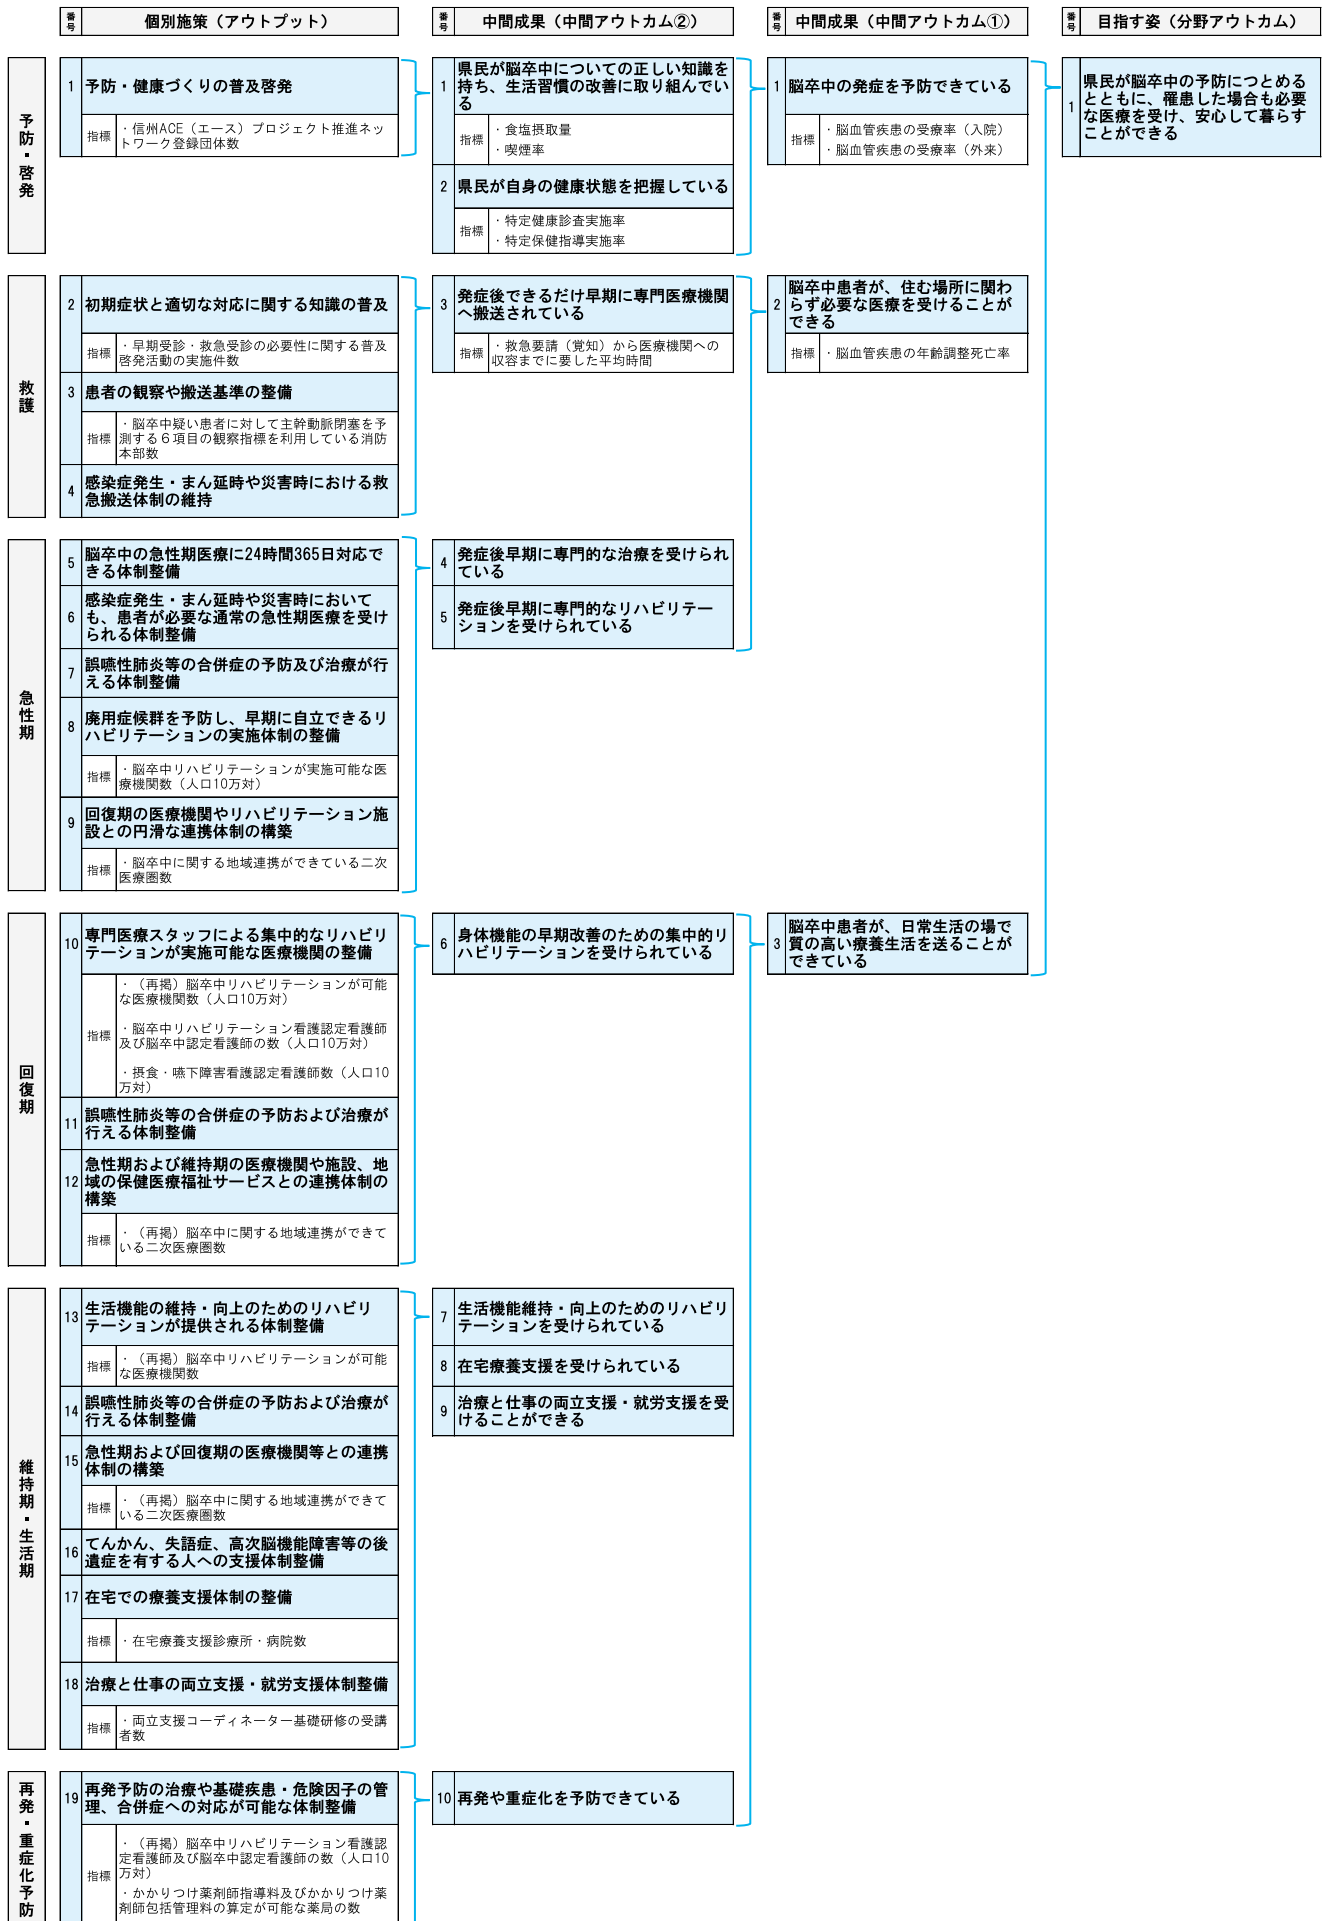 番号
個別施策（アウトプット）
番号
中間成果（中間アウトカム②）
番号
中間成果（中間アウトカム①）
番号
目指す姿（分野アウトカム）
予防・啓発
1
予防・健康づくりの普及啓発
指標
・信州ACE（エース）プロジェクト推進ネッ
トワーク登録団体数
1
県民が脳卒中についての正しい知識を
持ち、生活習慣の改善に取り組んでい
る
指標
・食塩摂取量
・喫煙率
2
県民が自身の健康状態を把握している
指標
・特定健康診査実施率
・特定保健指導実施率
1
脳卒中の発症を予防できている
指標
・脳血管疾患の受療率（入院）
・脳血管疾患の受療率（外来）
1
県民が脳卒中の予防につとめる
とともに、罹患した場合も必要
な医療を受け、安心して暮らす
ことができる
救護
2
初期症状と適切な対応に関する知識の普及
指標
・早期受診・救急受診の必要性に関する普及
啓発活動の実施件数
3
患者の観察や搬送基準の整備
指標
・脳卒中疑い患者に対して主幹動脈閉塞を予
測する６項目の観察指標を利用している消防
本部数
4
感染症発生・まん延時や災害時における救
急搬送体制の維持
3
発症後できるだけ早期に専門医療機関
へ搬送されている
指標
・救急要請（覚知）から医療機関への
収容までに要した平均時間
2
脳卒中患者が、住む場所に関わ
らず必要な医療を受けることが
できる
指標
・脳血管疾患の年齢調整死亡率
急性期
5
脳卒中の急性期医療に24時間365日対応で
きる体制整備
6
感染症発生・まん延時や災害時において
も、患者が必要な通常の急性期医療を受け
られる体制整備
7
誤嚥性肺炎等の合併症の予防及び治療が行
える体制整備
8
廃用症候群を予防し、早期に自立できるリ
ハビリテーションの実施体制の整備
指標
・脳卒中リハビリテーションが実施可能な医
療機関数（人口10万対）
9
回復期の医療機関やリハビリテーション施
設との円滑な連携体制の構築
指標
・脳卒中に関する地域連携ができている二次
医療圏数
4
発症後早期に専門的な治療を受けられ
ている
5
発症後早期に専門的なリハビリテー
ションを受けられている
回復期
10
専門医療スタッフによる集中的なリハビリ
テーションが実施可能な医療機関の整備
指標
・（再掲）脳卒中リハビリテーションが可能
な医療機関数（人口10万対）
・脳卒中リハビリテーション看護認定看護師
及び脳卒中認定看護師の数（人口10万対）
・摂食・嚥下障害看護認定看護師数（人口10
万対）
11
誤嚥性肺炎等の合併症の予防および治療が
行える体制整備
12
急性期および維持期の医療機関や施設、地
域の保健医療福祉サービスとの連携体制の
構築
指標
・（再掲）脳卒中に関する地域連携ができて
いる二次医療圏数
6
身体機能の早期改善のための集中的リ
ハビリテーションを受けられている
3
脳卒中患者が、日常生活の場で
質の高い療養生活を送ることが
できている
維持期・生活期
13
生活機能の維持・向上のためのリハビリ
テーションが提供される体制整備
指標
・（再掲）脳卒中リハビリテーションが可能
な医療機関数
14
誤嚥性肺炎等の合併症の予防および治療が
行える体制整備
15
急性期および回復期の医療機関等との連携
体制の構築
指標
・（再掲）脳卒中に関する地域連携ができて
いる二次医療圏数
16
てんかん、失語症、高次脳機能障害等の後
遺症を有する人への支援体制整備
17
在宅での療養支援体制の整備
指標
・在宅療養支援診療所・病院数
18
治療と仕事の両立支援・就労支援体制整備
指標
・両立支援コーディネーター基礎研修の受講
者数
7
生活機能維持・向上のためのリハビリ
テーションを受けられている
8
在宅療養支援を受けられている
9
治療と仕事の両立支援・就労支援を受
けることができる
再発・重症化予防
19
再発予防の治療や基礎疾患・危険因子の管
理、合併症への対応が可能な体制整備
指標
・（再掲）脳卒中リハビリテーション看護認
定看護師及び脳卒中認定看護師の数（人口10
万対）
・かかりつけ薬剤師指導料及びかかりつけ薬
剤師包括管理料の算定が可能な薬局の数
10
再発や重症化を予防できている